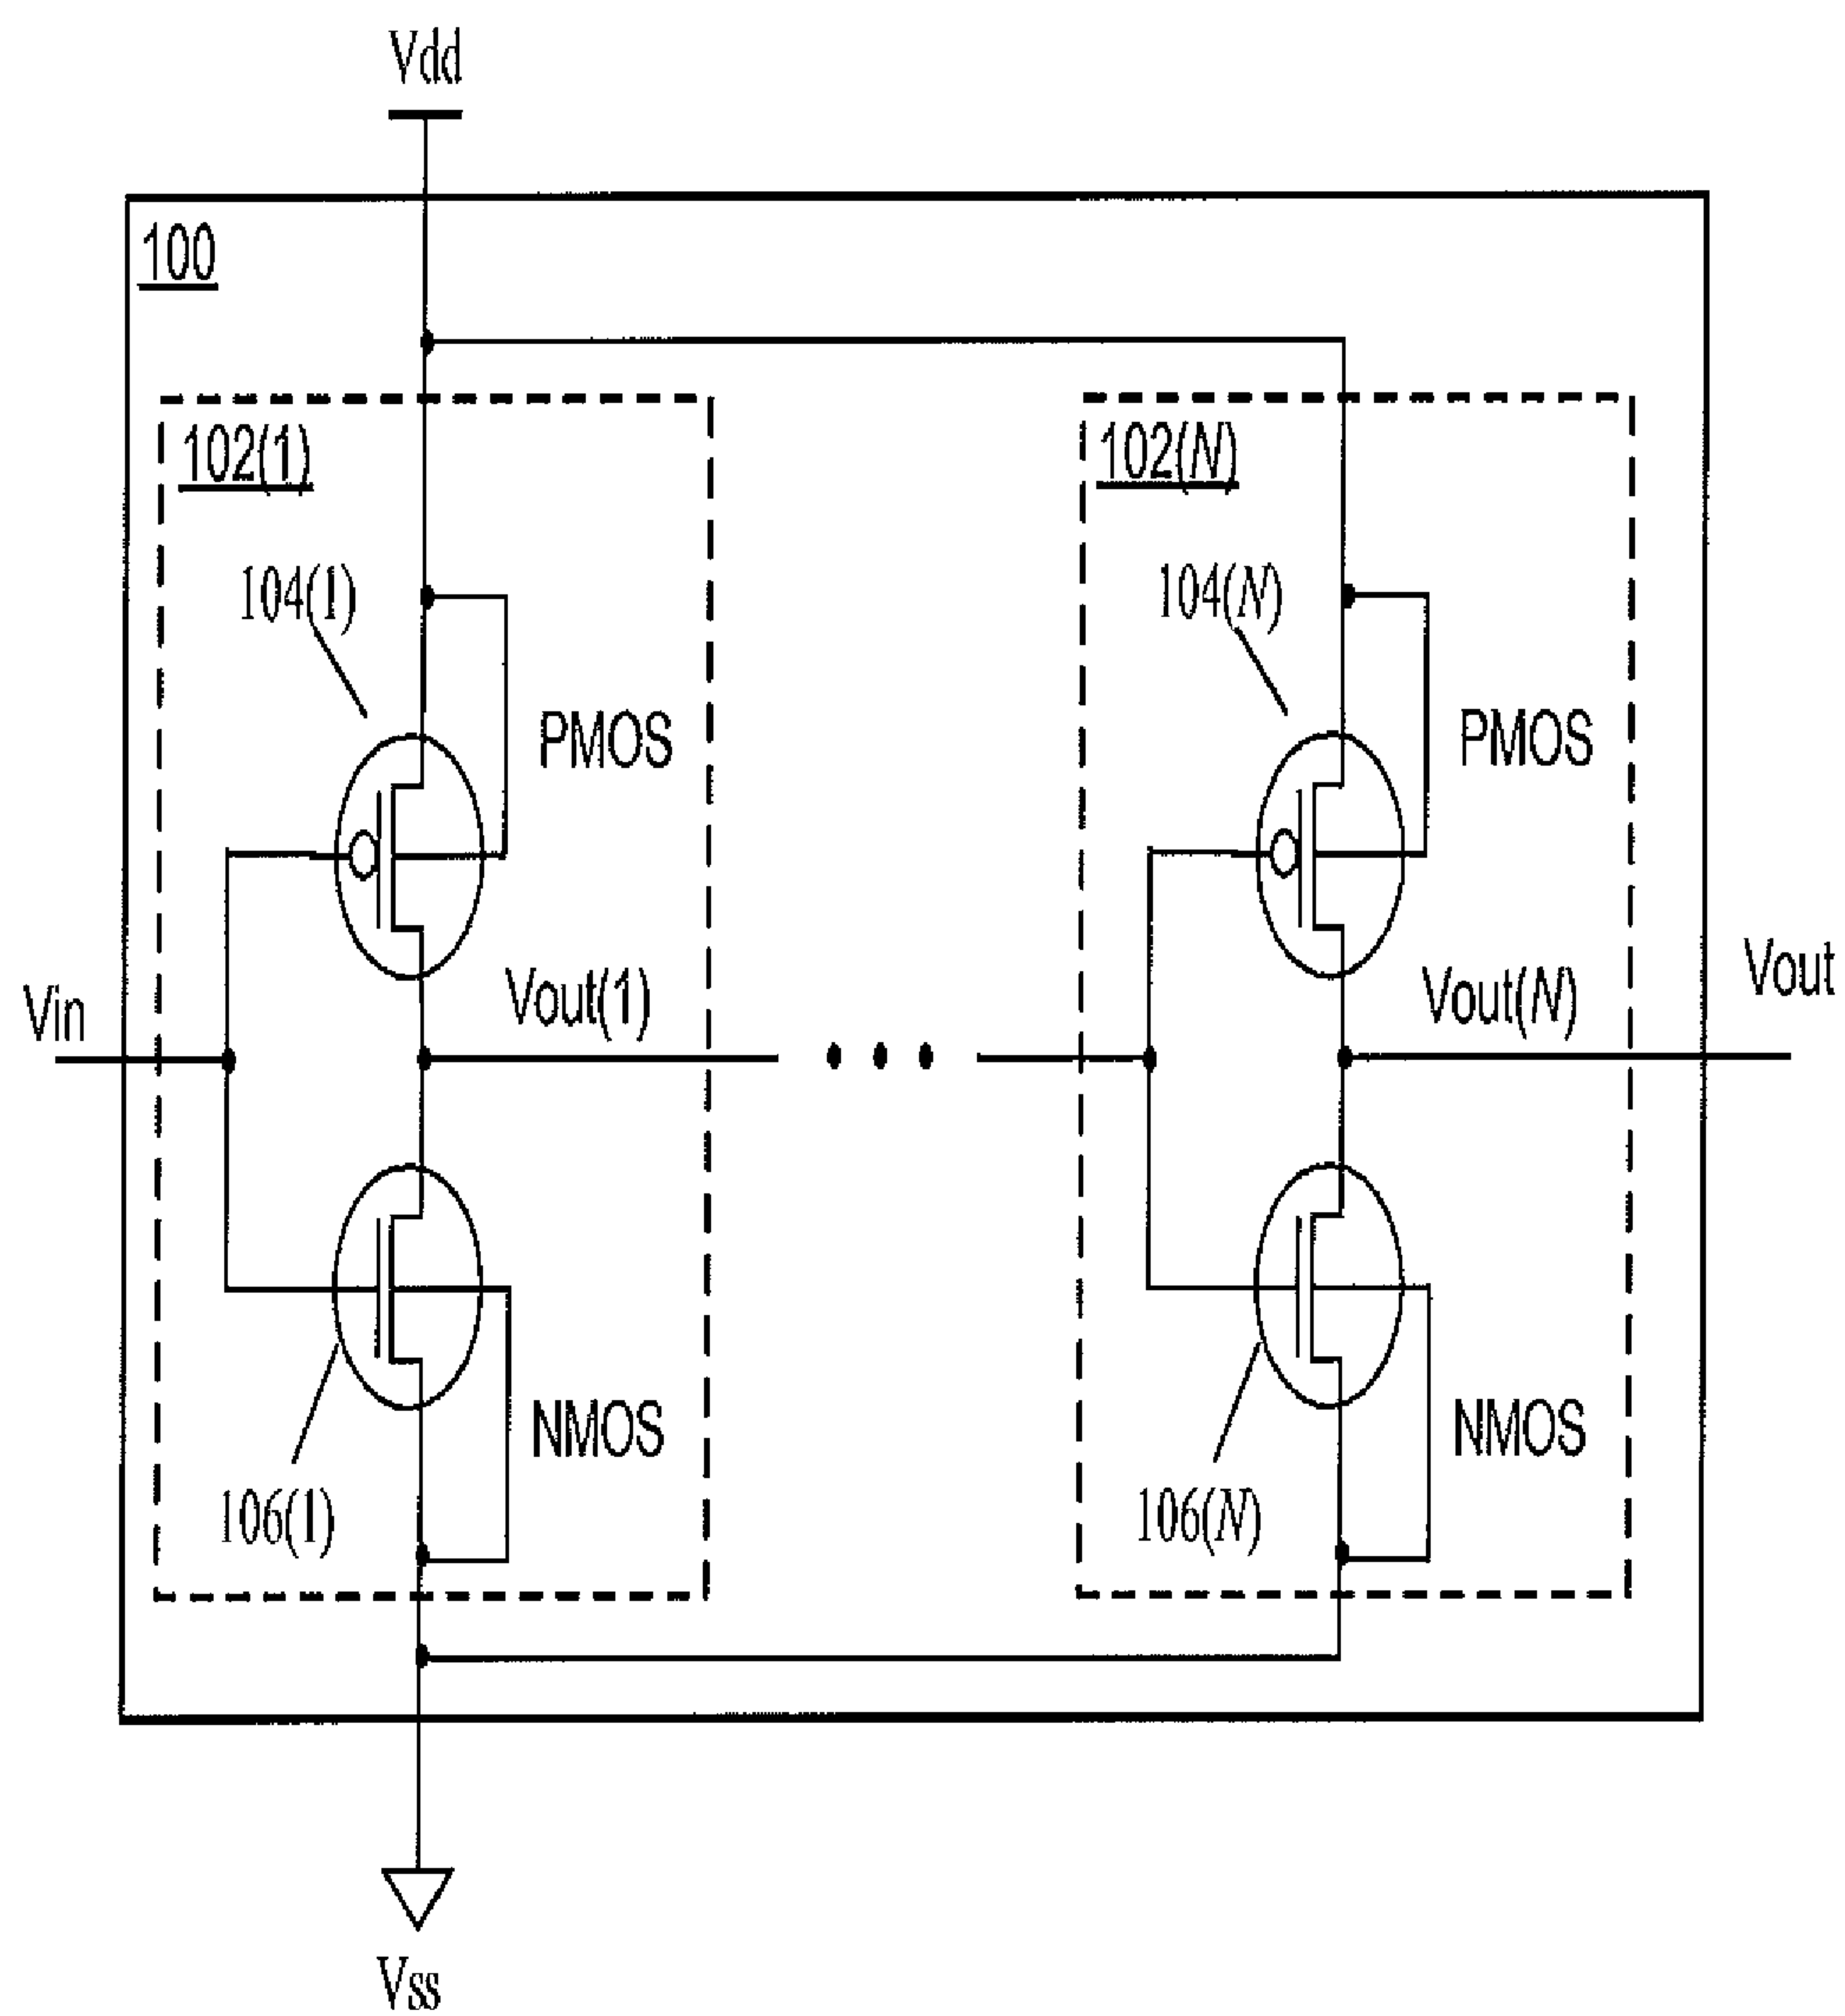 Vdd
100
102(1)
102(N)
104(1)
104(N)
PMOS
PMOS
Vin
Vout(1)
Vout(N)
Vout
NMOS
NMOS
106(1)
106(N)
Vss